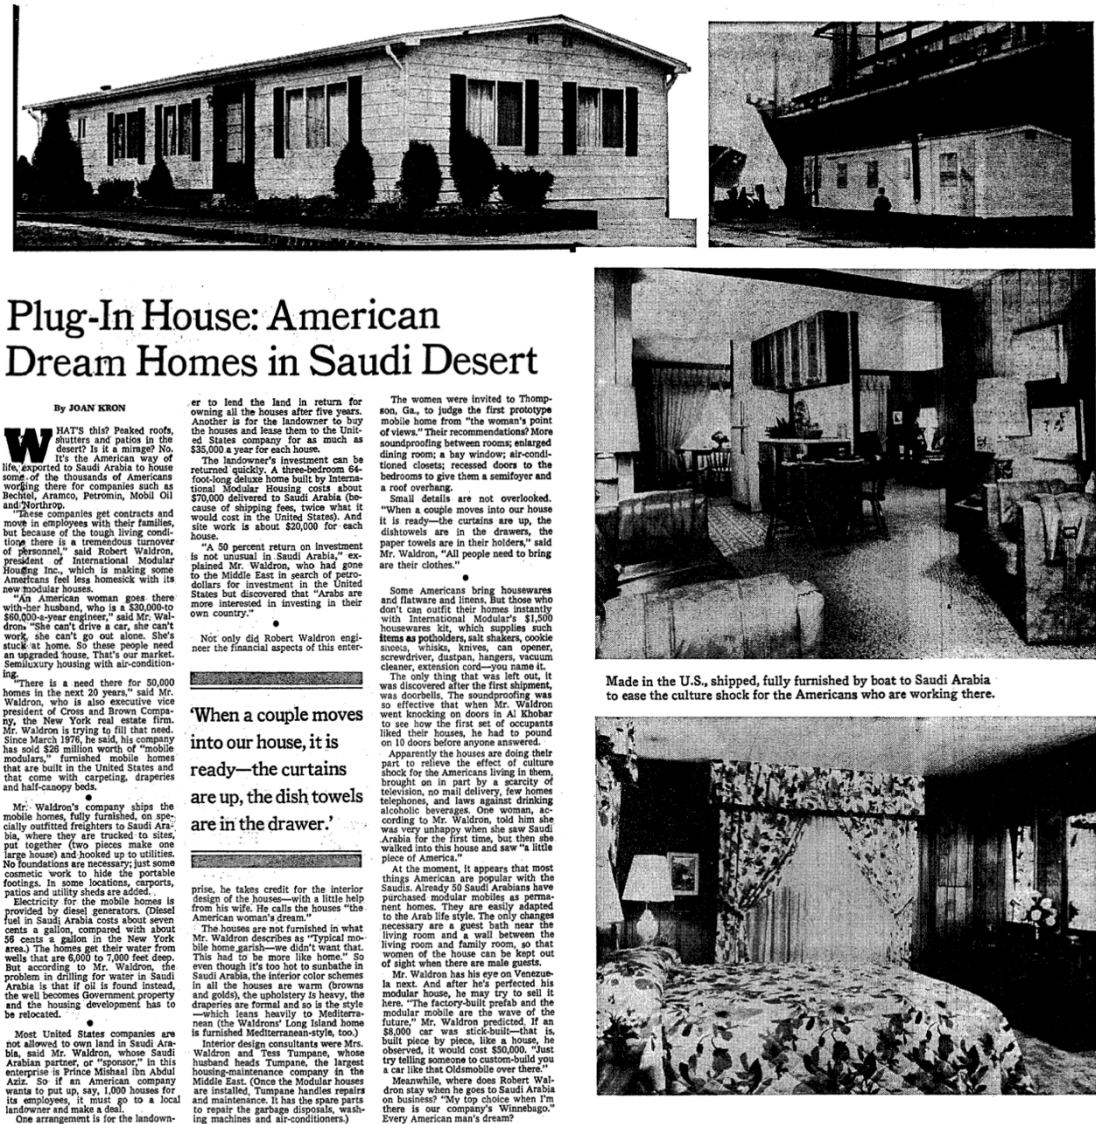 Plug-In House: American
Dream Homes in Saudi Desert
By JOAN KRON
WHAT'S this? Peaked roofs,
shutters and patios in the
desert? Is it a mirage? No.
It's the American way of
life, exported to Saudi Arabia to house
some of the thousands of Americans
working there for companies such as
Bechtel, Aramco, Petromin, Mobil Oil
and Northrop.
"These companies get contracts and
move in employees with their families,
but because of the tough living condi-
tions there is a tremendous turnover
of personnel," said Robert Waldron,
president of International Modular
Housing Inc., which is making some
Americans feel less homesick with its
new modular houses.
"An American woman goes there
with her husband, who is a $30,000-to
$60,000-a-year engineer," said Mr. Wal-
dron. "She can't drive a car, she can't
work, she can't go out alone. She's
stuck at home. So these people need
an upgraded house. That's our market.
Semiluxury housing with air-condition-
ing.
"There is a need there for 50,000
homes in the next 20 years," said Mr.
Waldron, who is also executive vice
president of Cross and Brown Compa-
ny, the New York real estate firm.
Mr. Waldron is trying to fill that need.
Since March 1976, he said, his company
has sold $26 million worth of "mobile
modulars," furnished mobile homes
that are built in the United States and
that come with carpeting, draperies
and half-canopy beds.
●
Mr. Waldron's company ships the
mobile homes, fully furnished, on spe-
cially outfitted freighters to Saudi Ara-
bia, where they are trucked to sites,
put together (two pieces make one
large house) and hooked up to utilities.
No foundations are necessary; just some
cosmetic work to hide the portable
footings. In some locations, carports,
patios and utility sheds are added.
Electricity for the mobile homes is
provided by diesel generators. (Diesel
fuel in Saudi Arabia costs about seven
cents a gallon, compared with about
56 cents a gallon in the New York
area.) The homes get their water from
wells that are 6,000 to 7,000 feet deep.
But according to Mr. Waldron, the
problem in drilling for water in Saudi
Arabia is that if oil is found instead,
the well becomes Government property
and the housing development has to
be relocated.
●
Most United States companies are
not allowed to own land in Saudi Ara-
bia, said Mr. Waldron, whose Saudi
Arabian partner, or "sponsor," in this
enterprise is Prince Mishaal ibn Abdul
Aziz. So if an American company
wants to put up, say, 1,000 houses for
its employees, it must go to a local
landowner and make a deal.
One arrangement is for the landown-
er to lend the land in return for
owning all the houses after five years.
Another is for the landowner to buy
the houses and lease them to the Unit-
ed States company for as much as
$35,000 a year for each house.
The landowner's investment can be
returned quickly. A three-bedroom 64-
foot-long deluxe home built by Interna-
tional Modular Housing costs about
$70,000 delivered to Saudi Arabia (be-
cause of shipping fees, twice what it
would cost in the United States). And
site work is about $20,000 for each
house.
"A 50 percent return on investment
is not unusual in Saudi Arabia," ex-
plained Mr. Waldron, who had gone
to the Middle East in search of petro-
dollars for investment in the United
States but discovered that "Arabs are
more interested in investing in their
own country."
●
Not only did Robert Waldron engi-
neer the financial aspects of this enter-
'When a couple moves
into our house, it is
ready—the curtains
are up, the dish towels
are in the drawer.'
prise, he takes credit for the interior
design of the houses—with a little help
from his wife. He calls the houses "the
American woman's dream."
The houses are not furnished in what
Mr. Waldron describes as "Typical mo-
bile home garish—we didn't want that.
This had to be more like home." So
even though it's too hot to sunbathe in
Saudi Arabia, the interior color schemes
in all the houses are warm (browns
and golds), the upholstery is heavy, the
draperies are formal and so is the style
—which leans heavily to Mediterra-
nean (the Waldrons' Long Island home
is furnished Mediterranean-style, too.)
Interior design consultants were Mrs.
Waldron and Tess Tumpane, whose
husband heads Tumpane, the largest
housing-maintenance company in the
Middle East. (Once the Modular houses
are installed, Tumpane handles repairs
and maintenance. It has the spare parts
to repair the garbage disposals, wash-
ing machines and air-conditioners.)
The women were invited to Thomp-
son, Ga., to judge the first prototype
mobile home from "the woman's point
of views." Their recommendations? More
soundproofing between rooms; enlarged
dining room; a bay window; air-condi-
tioned closets; recessed doors to the
bedrooms to give them a semifoyer and
a roof overhang.
Small details are not overlooked.
"When a couple moves into our house
it is ready—the curtains are up, the
dishtowels are in the drawers, the
paper towels are in their holders," said
Mr. Waldron, "All people need to bring
are their clothes."
●
Some Americans bring housewares
and flatware and linens. But those who
don't can outfit their homes instantly
with International Modular's $1,500
housewares kit, which supplies such
items as potholders, salt shakers, cookie
sheets, whisks, knives, can opener,
screwdriver, dustpan, hangers, vacuum
cleaner, extension cord—you name it.
The only thing that was left out, it
was discovered after the first shipment,
was doorbells. The soundproofing was
so effective that when Mr. Waldron
went knocking on doors in Al Khobar
to see how the first set of occupants
liked their houses, he had to pound
on 10 doors before anyone answered.
Apparently the houses are doing their
part to relieve the effect of culture
shock for the Americans living in them,
brought on in part by a scarcity of
television, no mail delivery, few homes
telephones, and laws against drinking
alcoholic beverages. One woman, ac-
cording to Mr. Waldron, told him she
was very unhappy when she saw Saudi
Arabia for the first time, but then she
walked into this house and saw "a little
piece of America."
At the moment, it appears that most
things American are popular with the
Saudis. Already 50 Saudi Arabians have
purchased modular mobiles as perma-
nent homes. They are easily adapted
to the Arab life style. The only changes
necessary are a guest bath near the
living room and a wall between the
living room and family room, so that
women of the house can be kept out
of sight when there are male guests.
Mr. Waldron has his eye on Venezue-
la next. And after he's perfected his
modular house, he may try to sell it
here. "The factory-built prefab and the
modular mobile are the wave of the
future," Mr. Waldron predicted. If an
$8,000 car was stick-built—that is,
built piece by piece, like a house, he
observed, it would cost $50,000. "Just
try telling someone to custom-build you
a car like that Oldsmobile over there."
Meanwhile, where does Robert Wal-
dron stay when he goes to Saudi Arabia
on business? "My top choice when I'm
there is our company's Winnebago."
Every American man's dream?
Made in the U.S., shipped, fully furnished by boat to Saudi Arabia
to ease the culture shock for the Americans who are working there.